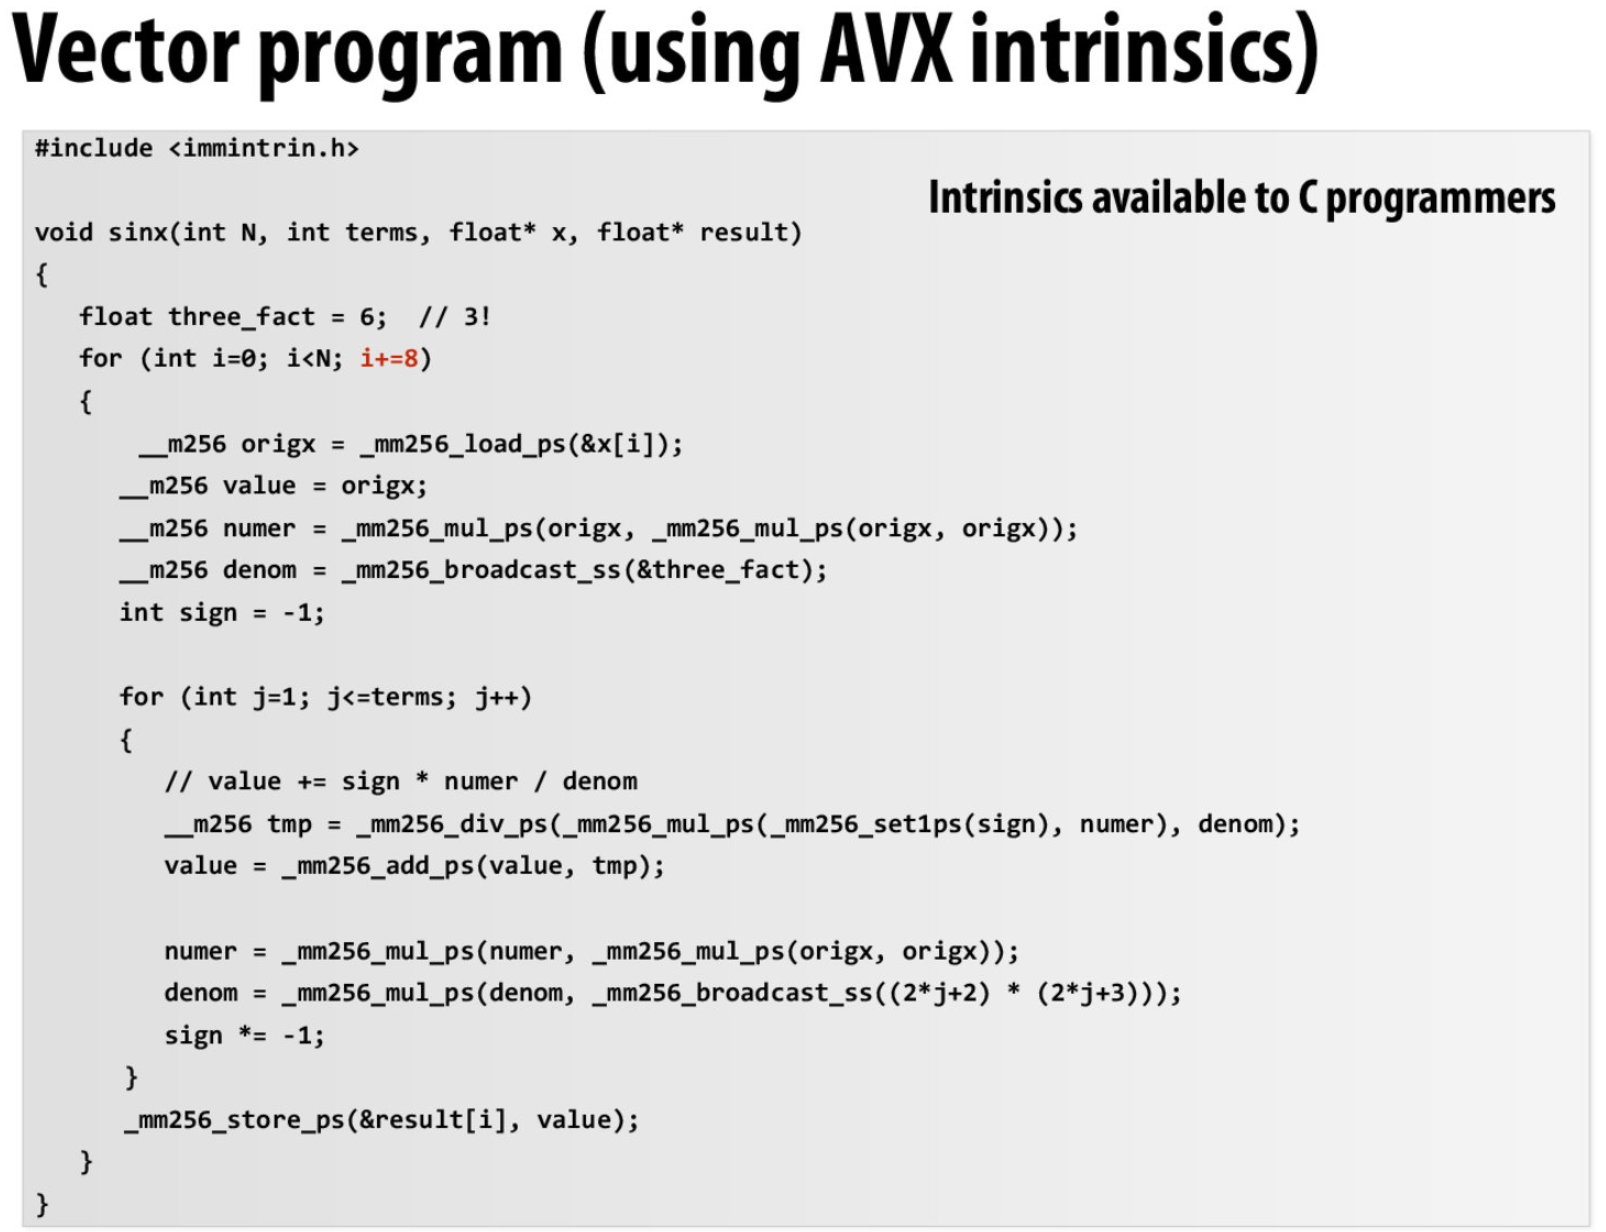 Vector program (using AVX intrinsics)
#include <immintrin.h>
Intrinsics available to C programmers
void sinx(int N, int terms, float* x, float* result)
{
float three_fact = 6;  // 3!
for (int i=0; i<N; i+=8)
{
__m256 origx = _mm256_load_ps(&x[i]);
__m256 value = origx;
__m256 numer = _mm256_mul_ps(origx, _mm256_mul_ps(origx, origx));
__m256 denom = _mm256_broadcast_ss(&three_fact);
int sign = -1;
for (int j=1; j<=terms; j++)
{
// value += sign * numer / denom
__m256 tmp = _mm256_div_ps(_mm256_mul_ps(_mm256_set1ps(sign), numer), denom);
value = _mm256_add_ps(value, tmp);
numer = _mm256_mul_ps(numer, _mm256_mul_ps(origx, origx));
denom = _mm256_mul_ps(denom, _mm256_broadcast_ss((2*j+2) * (2*j+3)));
sign *= -1;
}
_mm256_store_ps(&result[i], value);
}
}